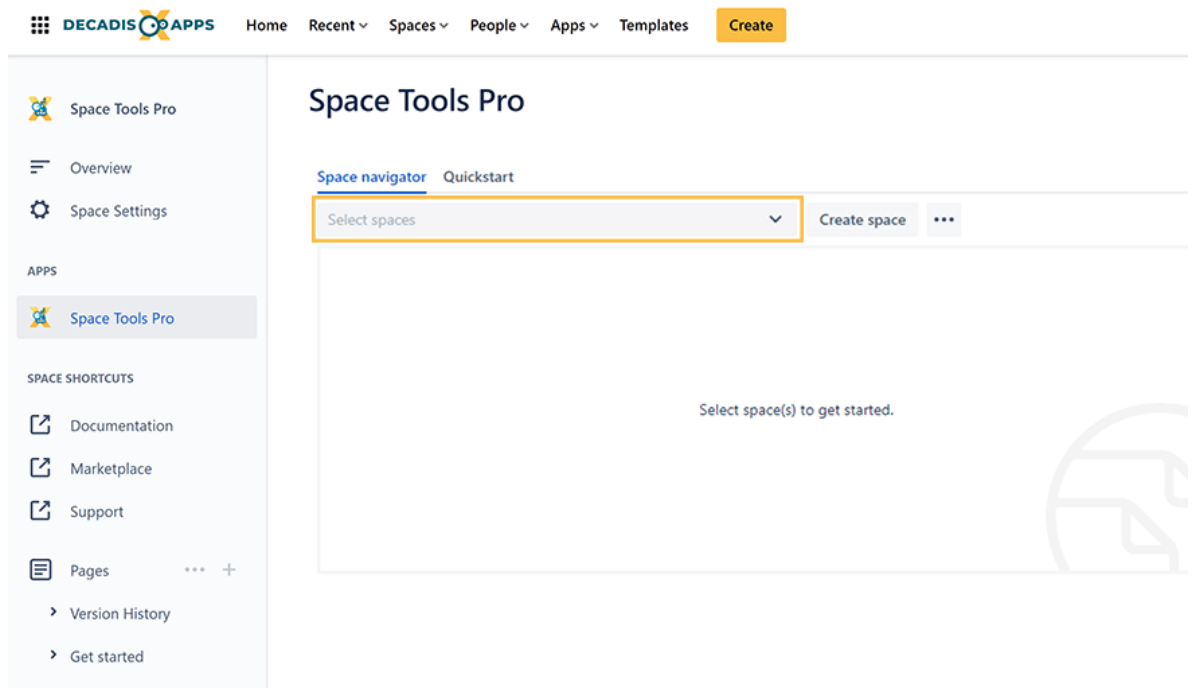 DECADIS APPS Home Recent Spaces People Apps Templates Create
Space Tools Pro
Overview
Space Settings
APPS
Space Tools Pro
SPACE SHORTCUTS
Documentation
Marketplace
Support
Pages
Version History
Get started
Space Tools Pro
Space navigator Quickstart
Select spaces Create space
Select space(s) to get started.